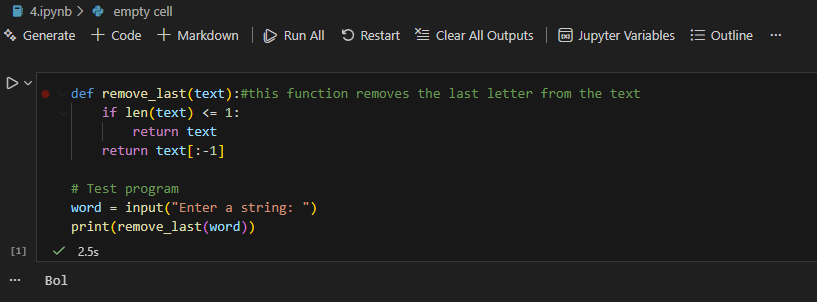 4.ipynb > empty cell
Generate + Code + Markdown | Run All Restart Clear All Outputs | Jupyter Variables Outline ...
def remove_last(text):#this function removes the last letter from the text
    if len(text) <= 1:
        return text
    return text[:-1]
# Test program
word = input("Enter a string: ")
print(remove_last(word))
[1] ✓ 2.5s
... Bol